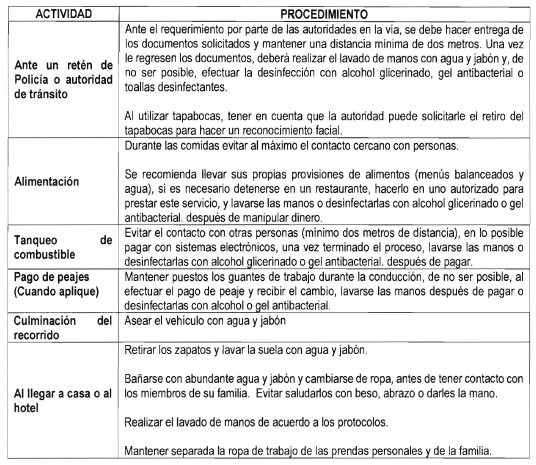 ACTIVIDAD PROCEDIMIENTO
Ante un retén de
Policía o autoridad
de tránsito
Ante el requerimiento por parte de las autoridades en la vía, se debe hacer entrega de
los documentos solicitados y mantener una distancia mínima de dos metros. Una vez
le regresen los documentos, deberá realizar el lavado de manos con agua y jabón y, de
no ser posible, efectuar la desinfección con alcohol glicerinado, gel antibacterial o
toallas desinfectantes.
Al utilizar tapabocas, tener en cuenta que la autoridad puede solicitarle el retiro del
tapabocas para hacer un reconocimiento facial.
Alimentación
Durante las comidas evitar al máximo el contacto cercano con personas.
Se recomienda llevar sus propias provisiones de alimentos (menús balanceados y
agua), si es necesario detenerse en un restaurante, hacerlo en uno autorizado para
prestar este servicio, y lavarse las manos o desinfectarlas con alcohol glicerinado o gel
antibacterial. después de manipular dinero.
Tanqueo de
combustible
Evitar el contacto con otras personas (mínimo dos metros de distancia), en lo posible
pagar con sistemas electrónicos, una vez terminado el proceso, lavarse las manos o
desinfectarlas con alcohol glicerinado o gel antibacterial. después de pagar.
Pago de peajes
(Cuando aplique)
Mantener puestos los guantes de trabajo durante la conducción, de no ser posible, al
efectuar el pago de peaje y recibir el cambio, lavarse las manos después de pagar o
desinfectarlas con alcohol o gel antibacterial.
Culminación del
recorrido
Asear el vehículo con agua y jabón
Al llegar a casa o al
hotel
Retirar los zapatos y lavar la suela con agua y jabón.
Bañarse con abundante agua y jabón y cambiarse de ropa, antes de tener contacto con
los miembros de su familia. Evitar saludarlos con beso, abrazo o darles la mano.
Realizar el lavado de manos de acuerdo a los protocolos.
Mantener separada la ropa de trabajo de las prendas personales y de la familia.